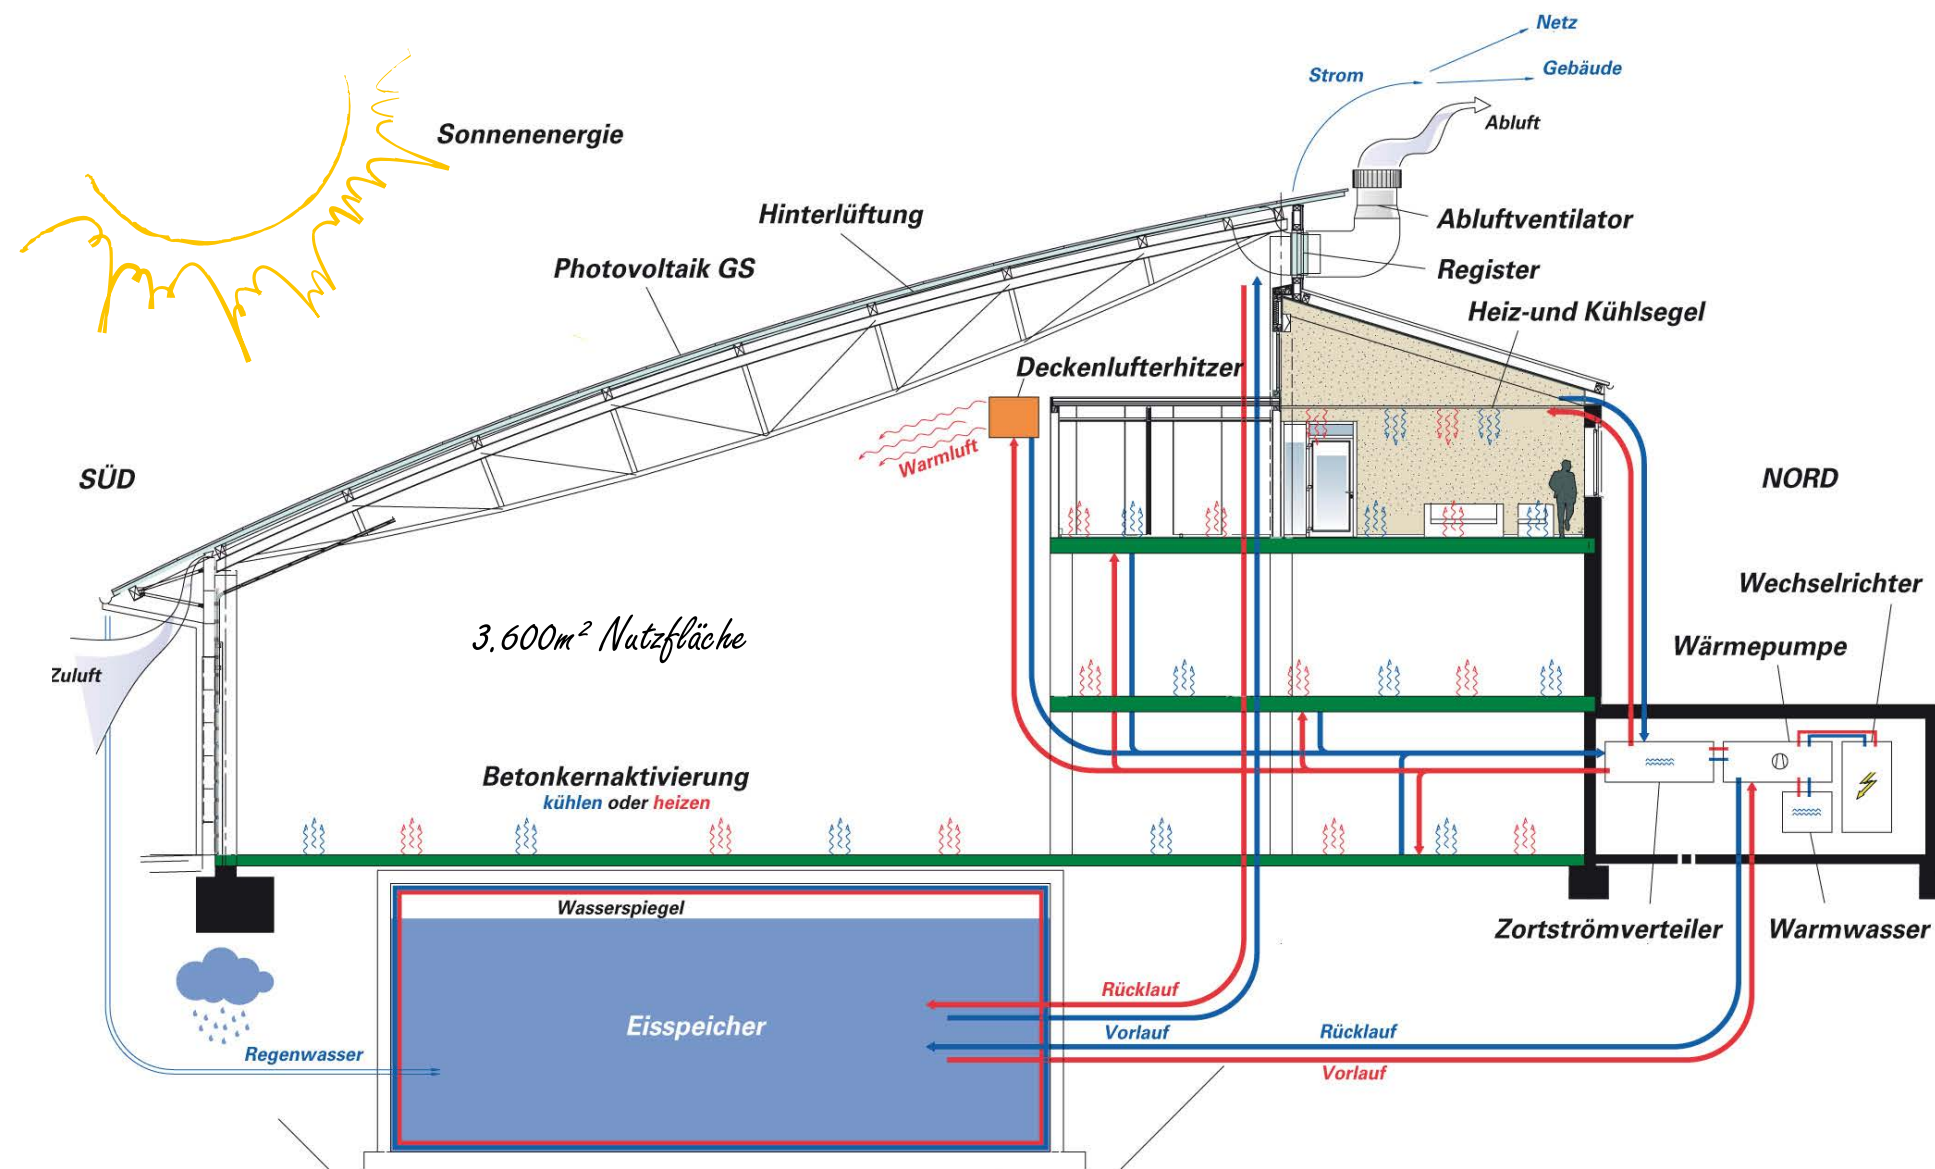 Netz
Strom
Gebäude
Abluft
Sonnenenergie
Hinterlüftung
Abluftventilator
Photovoltaik GS
Register
Heiz-und Kühlsegel
Deckenlufterhitzer
Warmluft
SÜD
NORD
Wechselrichter
3.600m² Nutzfläche
Wärmepumpe
Zuluft
Betonkernaktivierung
kühlen oder heizen
Wasserspiegel
Zortströmverteiler
Warmwasser
Rücklauf
Eisspeicher
Vorlauf
Rücklauf
Regenwasser
Vorlauf